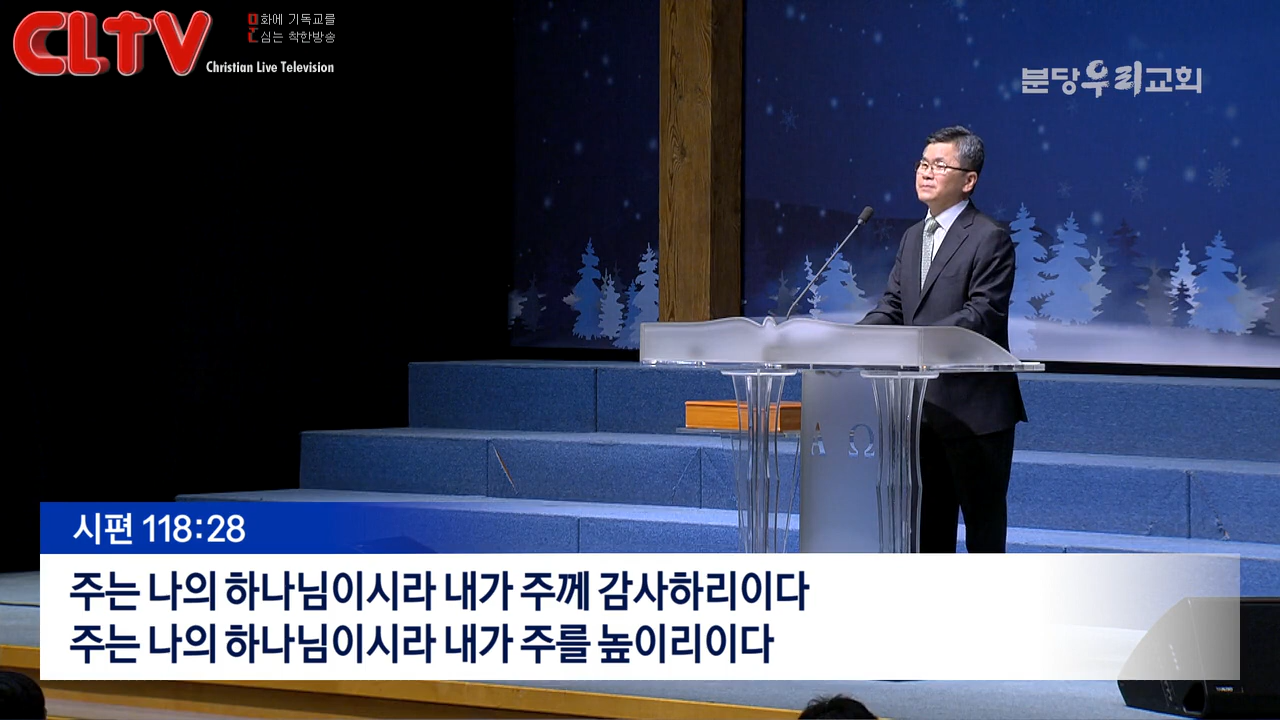 CLTV
문화에 기독교를
심는 착한방송
Christian Live Television
분당우리교회
Α Ω
시편 118:28
주는 나의 하나님이시라 내가 주께 감사하리이다
주는 나의 하나님이시라 내가 주를 높이리이다